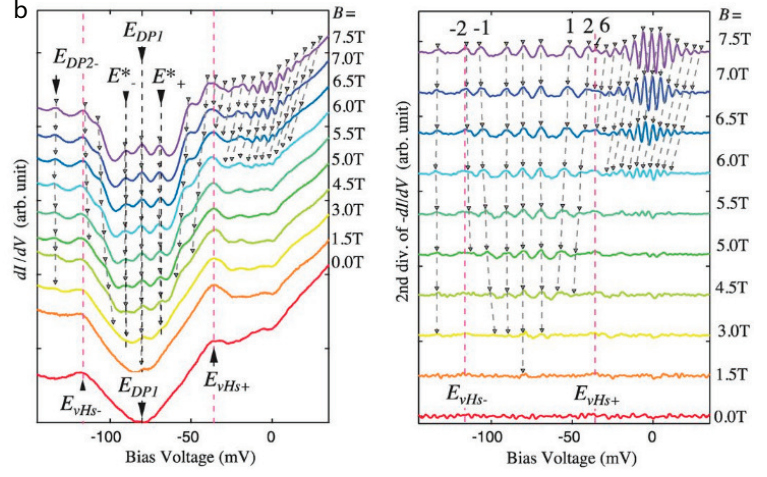 b
E_DP1
B=
E_DP2-
E*-
E*+
7.5T
7.0T
6.5T
6.0T
5.5T
5.0T
4.5T
3.0T
1.5T
0.0T
dI/dV (arb. unit)
E_vHs-
E_DP1
E_vHs+
-100
-50
0
Bias Voltage (mV)
-2
-1
1
2
6
B=
7.5T
7.0T
6.5T
6.0T
5.5T
5.0T
4.5T
3.0T
1.5T
0.0T
2nd div. of -dI/dV (arb. unit)
E_vHs-
E_vHs+
-100
-50
0
Bias Voltage (mV)